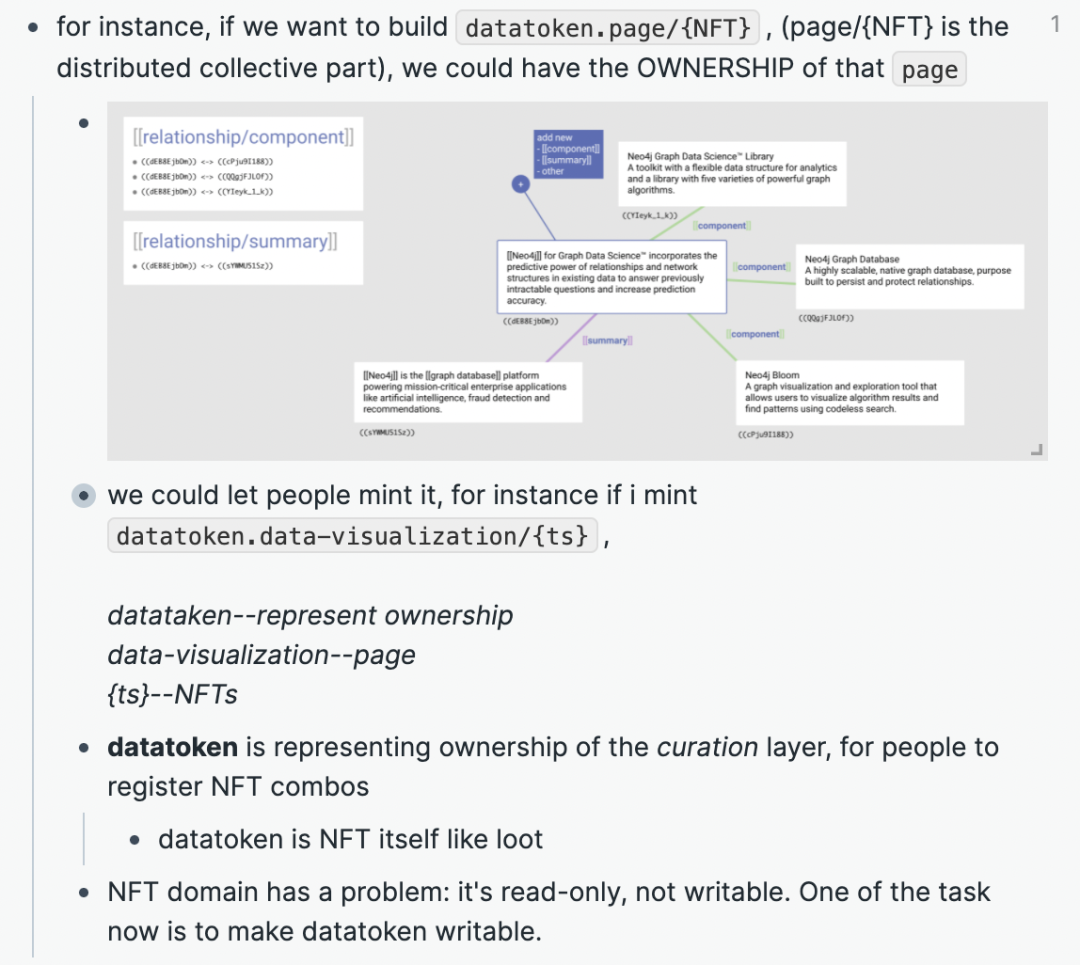 for instance, if we want to build datatoken.page/{NFT} , (page/{NFT} is the 1
distributed collective part), we could have the OWNERSHIP of that page
[[relationship/component]]
((dEB8EjbDm)) <-> ((cPju9I188))
((dEB8EjbDm)) <-> ((QQgjFJLOf))
((dEB8EjbDm)) <-> ((YIeyk_1_k))
[[relationship/summary]]
((dEB8EjbDm)) <-> ((sYWMU51Sz))
add new
- [[component]]
- [[summary]]
- other
+
Neo4j Graph Data Science™ Library
A toolkit with a flexible data structure for analytics
and a library with five varieties of powerful graph
algorithms.
((YIeyk_1_k))
[[component]]
[[Neo4j]] for Graph Data Science™ incorporates the
predictive power of relationships and network
structures in existing data to answer previously
intractable questions and increase prediction
accuracy.
((dEB8EjbDm))
[[component]]
Neo4j Graph Database
A highly scalable, native graph database, purpose
built to persist and protect relationships.
((QQgjFJLOf))
[[component]]
[[summary]]
[[Neo4j]] is the [[graph database]] platform
powering mission-critical enterprise applications
like artificial intelligence, fraud detection and
recommendations.
((sYWMU51Sz))
Neo4j Bloom
A graph visualization and exploration tool that
allows users to visualize algorithm results and
find patterns using codeless search.
((cPju9I188))
we could let people mint it, for instance if i mint
datatoken.data-visualization/{ts} ,
datataken--represent ownership
data-visualization--page
{ts}--NFTs
datatoken is representing ownership of the curation layer, for people to
register NFT combos
datatoken is NFT itself like loot
NFT domain has a problem: it's read-only, not writable. One of the task
now is to make datatoken writable.